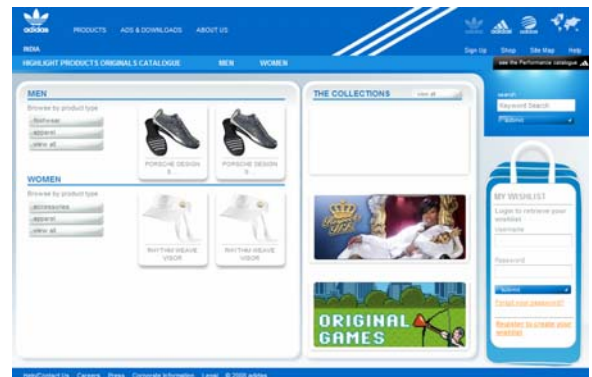 adidas
PRODUCTS
ADS & DOWNLOADS
ABOUT US
INDIA
Sign Up
Shop
Site Map
Help
HIGHLIGHT PRODUCTS ORIGINALS CATALOGUE
MEN
WOMEN
see the Performance catalogue
MEN
Browse by product type
footwear
apparel
view all
PORSCHE DESIGN
S ...
PORSCHE DESIGN
S ...
WOMEN
Browse by product type
accessories
apparel
view all
RHYTHM WEAVE
VISOR
RHYTHM WEAVE
VISOR
THE COLLECTIONS
view all
ORIGINAL
GAMES
search
Keyword Search
submit
MY WISHLIST
Login to retrieve your
wishlist
Username
Password
submit
Forgot your password?
Register to create your
wishlist
Help/Contact Us
Careers
Press
Corporate Information
Legal
© 2008 adidas